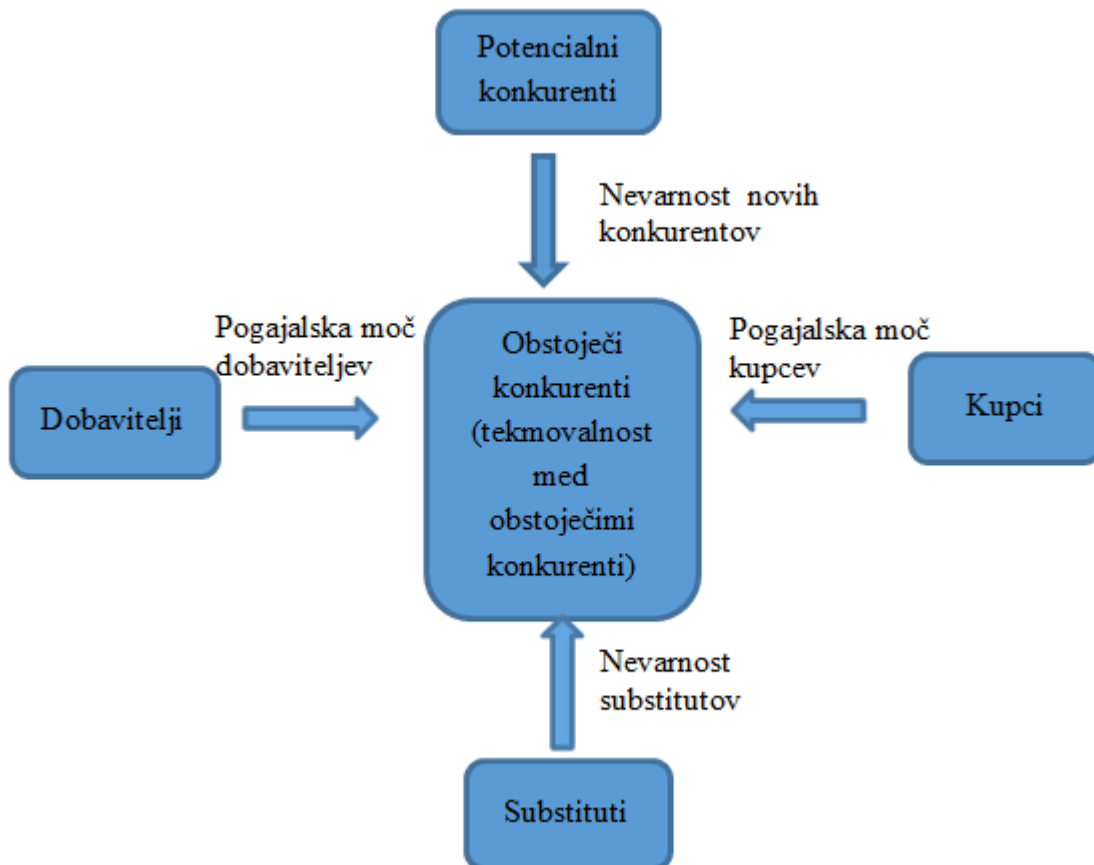 Potencialni
konkurenti
Nevarnost novih
konkurentov
Pogajalska moč
dobaviteljev
Dobavitelji
Obstoječi
konkurenti
(tekmovalnost
med
obstoječimi
konkurenti)
Pogajalska moč
kupcev
Kupci
Nevarnost
substitutov
Substituti